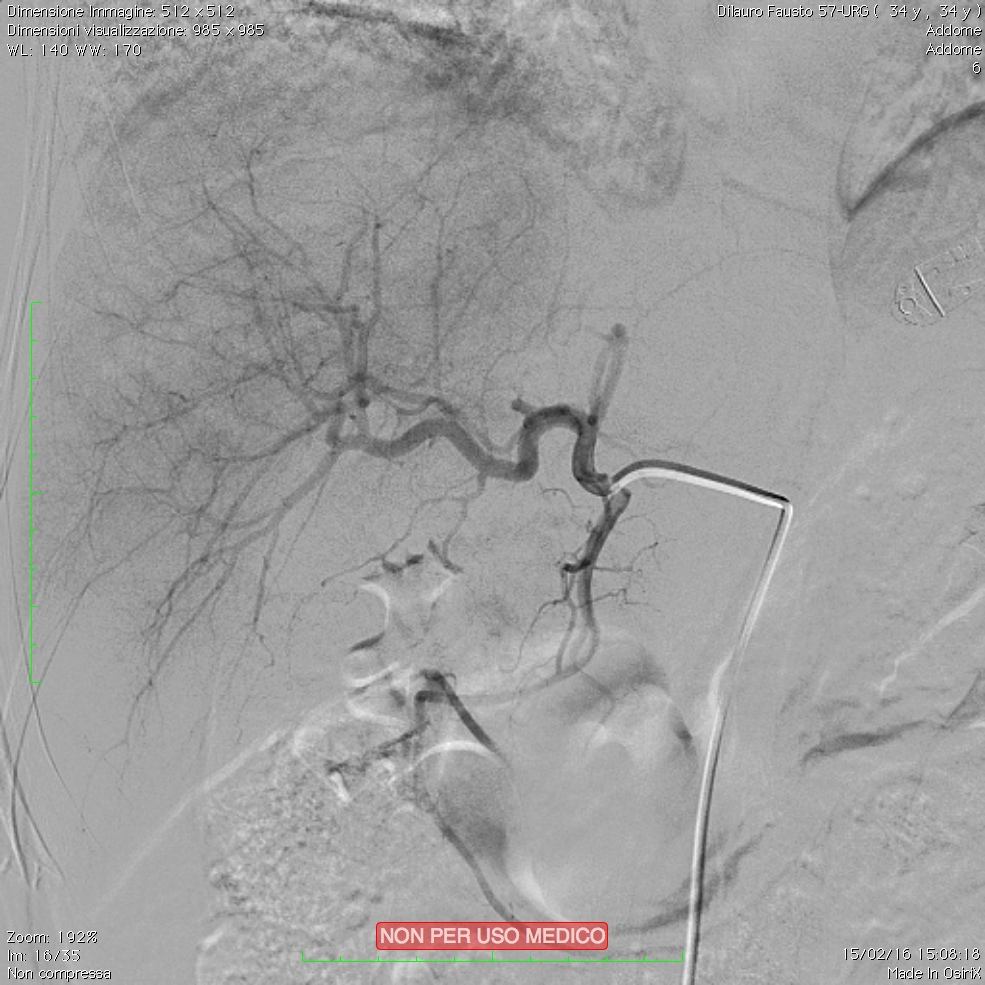 Dimensione Immagine: 512 x 512
Dimensioni visualizzazione: 985 x 985
WL: 140 WW: 170
Dilauro Fausto 57-URG ( 34 y , 34 y )
Addome
Addome
6
NON PER USO MEDICO
Zoom: 192%
Im: 16/35
Non compressa
15/02/16 15:08:18
Made In OsiriX